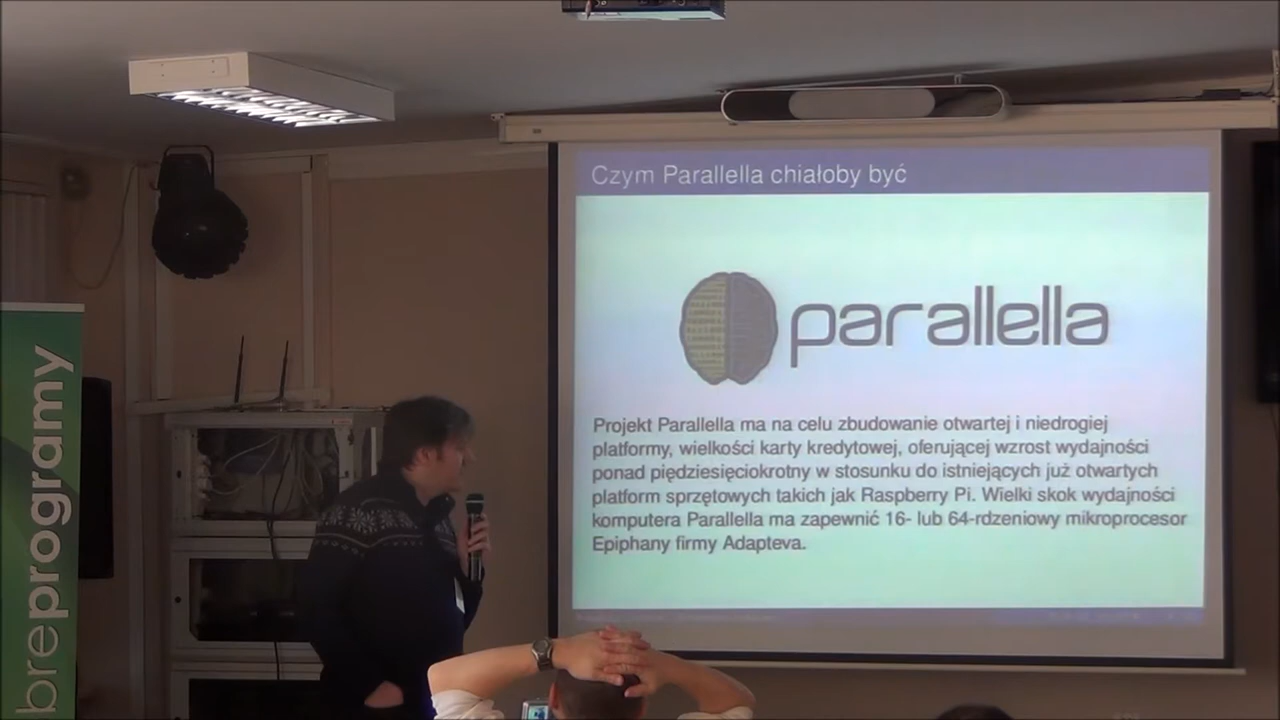 Czym Parallella chiałoby być
parallella
Projekt Parallella ma na celu zbudowanie otwartej i niedrogiej
platformy, wielkości karty kredytowej, oferującej wzrost wydajności
ponad piędziesięciokrotny w stosunku do istniejących już otwartych
platform sprzętowych takich jak Raspberry Pi. Wielki skok wydajności
komputera Parallella ma zapewnić 16- lub 64-rdzeniowy mikroprocesor
Epiphany firmy Adapteva.
breprogramy